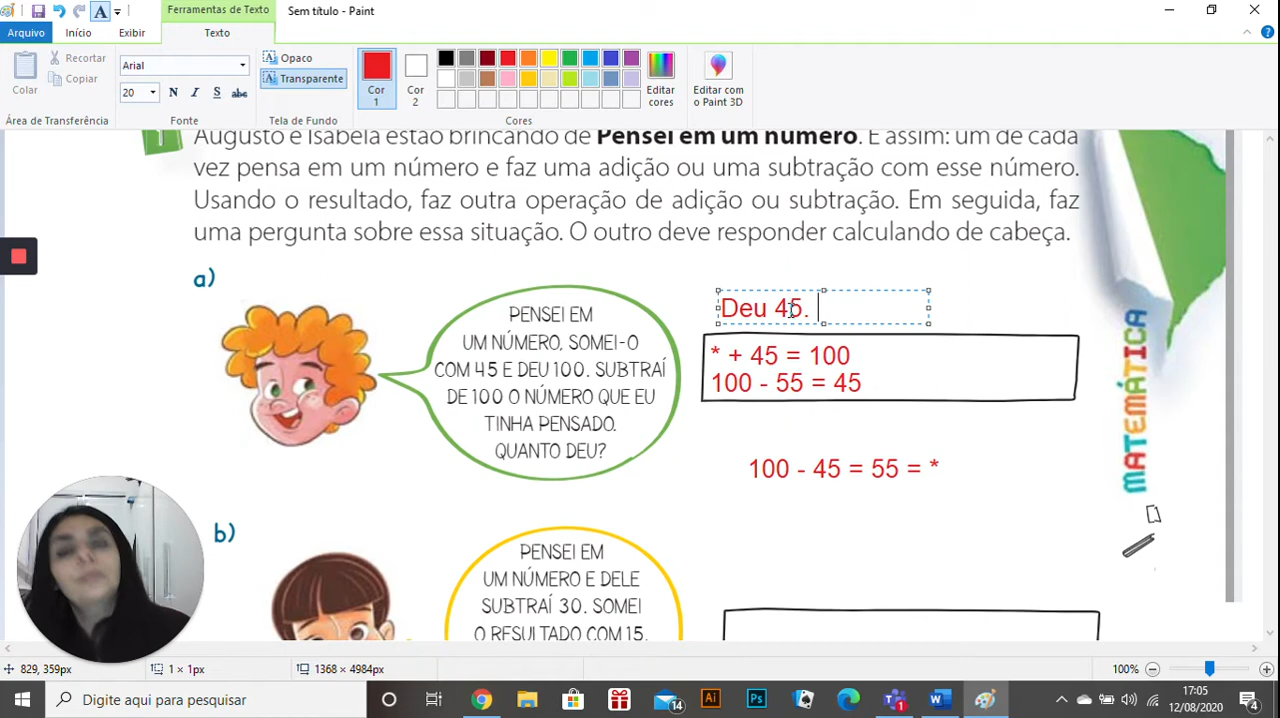 Ferramentas de Texto
Sem título - Paint
Arquivo
Início
Exibir
Texto
Colar
Recortar
Copiar
Arial
20
N I S abc
Opaco
Transparente
Cor
1
Cor
2
Editar
cores
Editar com
o Paint 3D
Área de Transferência
Fonte
Tela de Fundo
Cores
1
Augusto e Isabela estão brincando de Pensei em um número. É assim: um de cada
vez pensa em um número e faz uma adição ou uma subtração com esse número.
Usando o resultado, faz outra operação de adição ou subtração. Em seguida, faz
uma pergunta sobre essa situação. O outro deve responder calculando de cabeça.
a)
PENSEI EM
UM NÚMERO, SOMEI-O
COM 45 E DEU 100. SUBTRAÍ
DE 100 O NÚMERO QUE EU
TINHA PENSADO.
QUANTO DEU?
Deu 45.
* + 45 = 100
100 - 55 = 45
100 - 45 = 55 = *
MATEMÁTICA
b)
PENSEI EM
UM NÚMERO E DELE
SUBTRAÍ 30. SOMEI
O RESULTADO COM 15.
829, 359px
1 × 1px
1368 × 4984px
100%
Digite aqui para pesquisar
14
Ai
Ps
1
17:05
12/08/2020
4